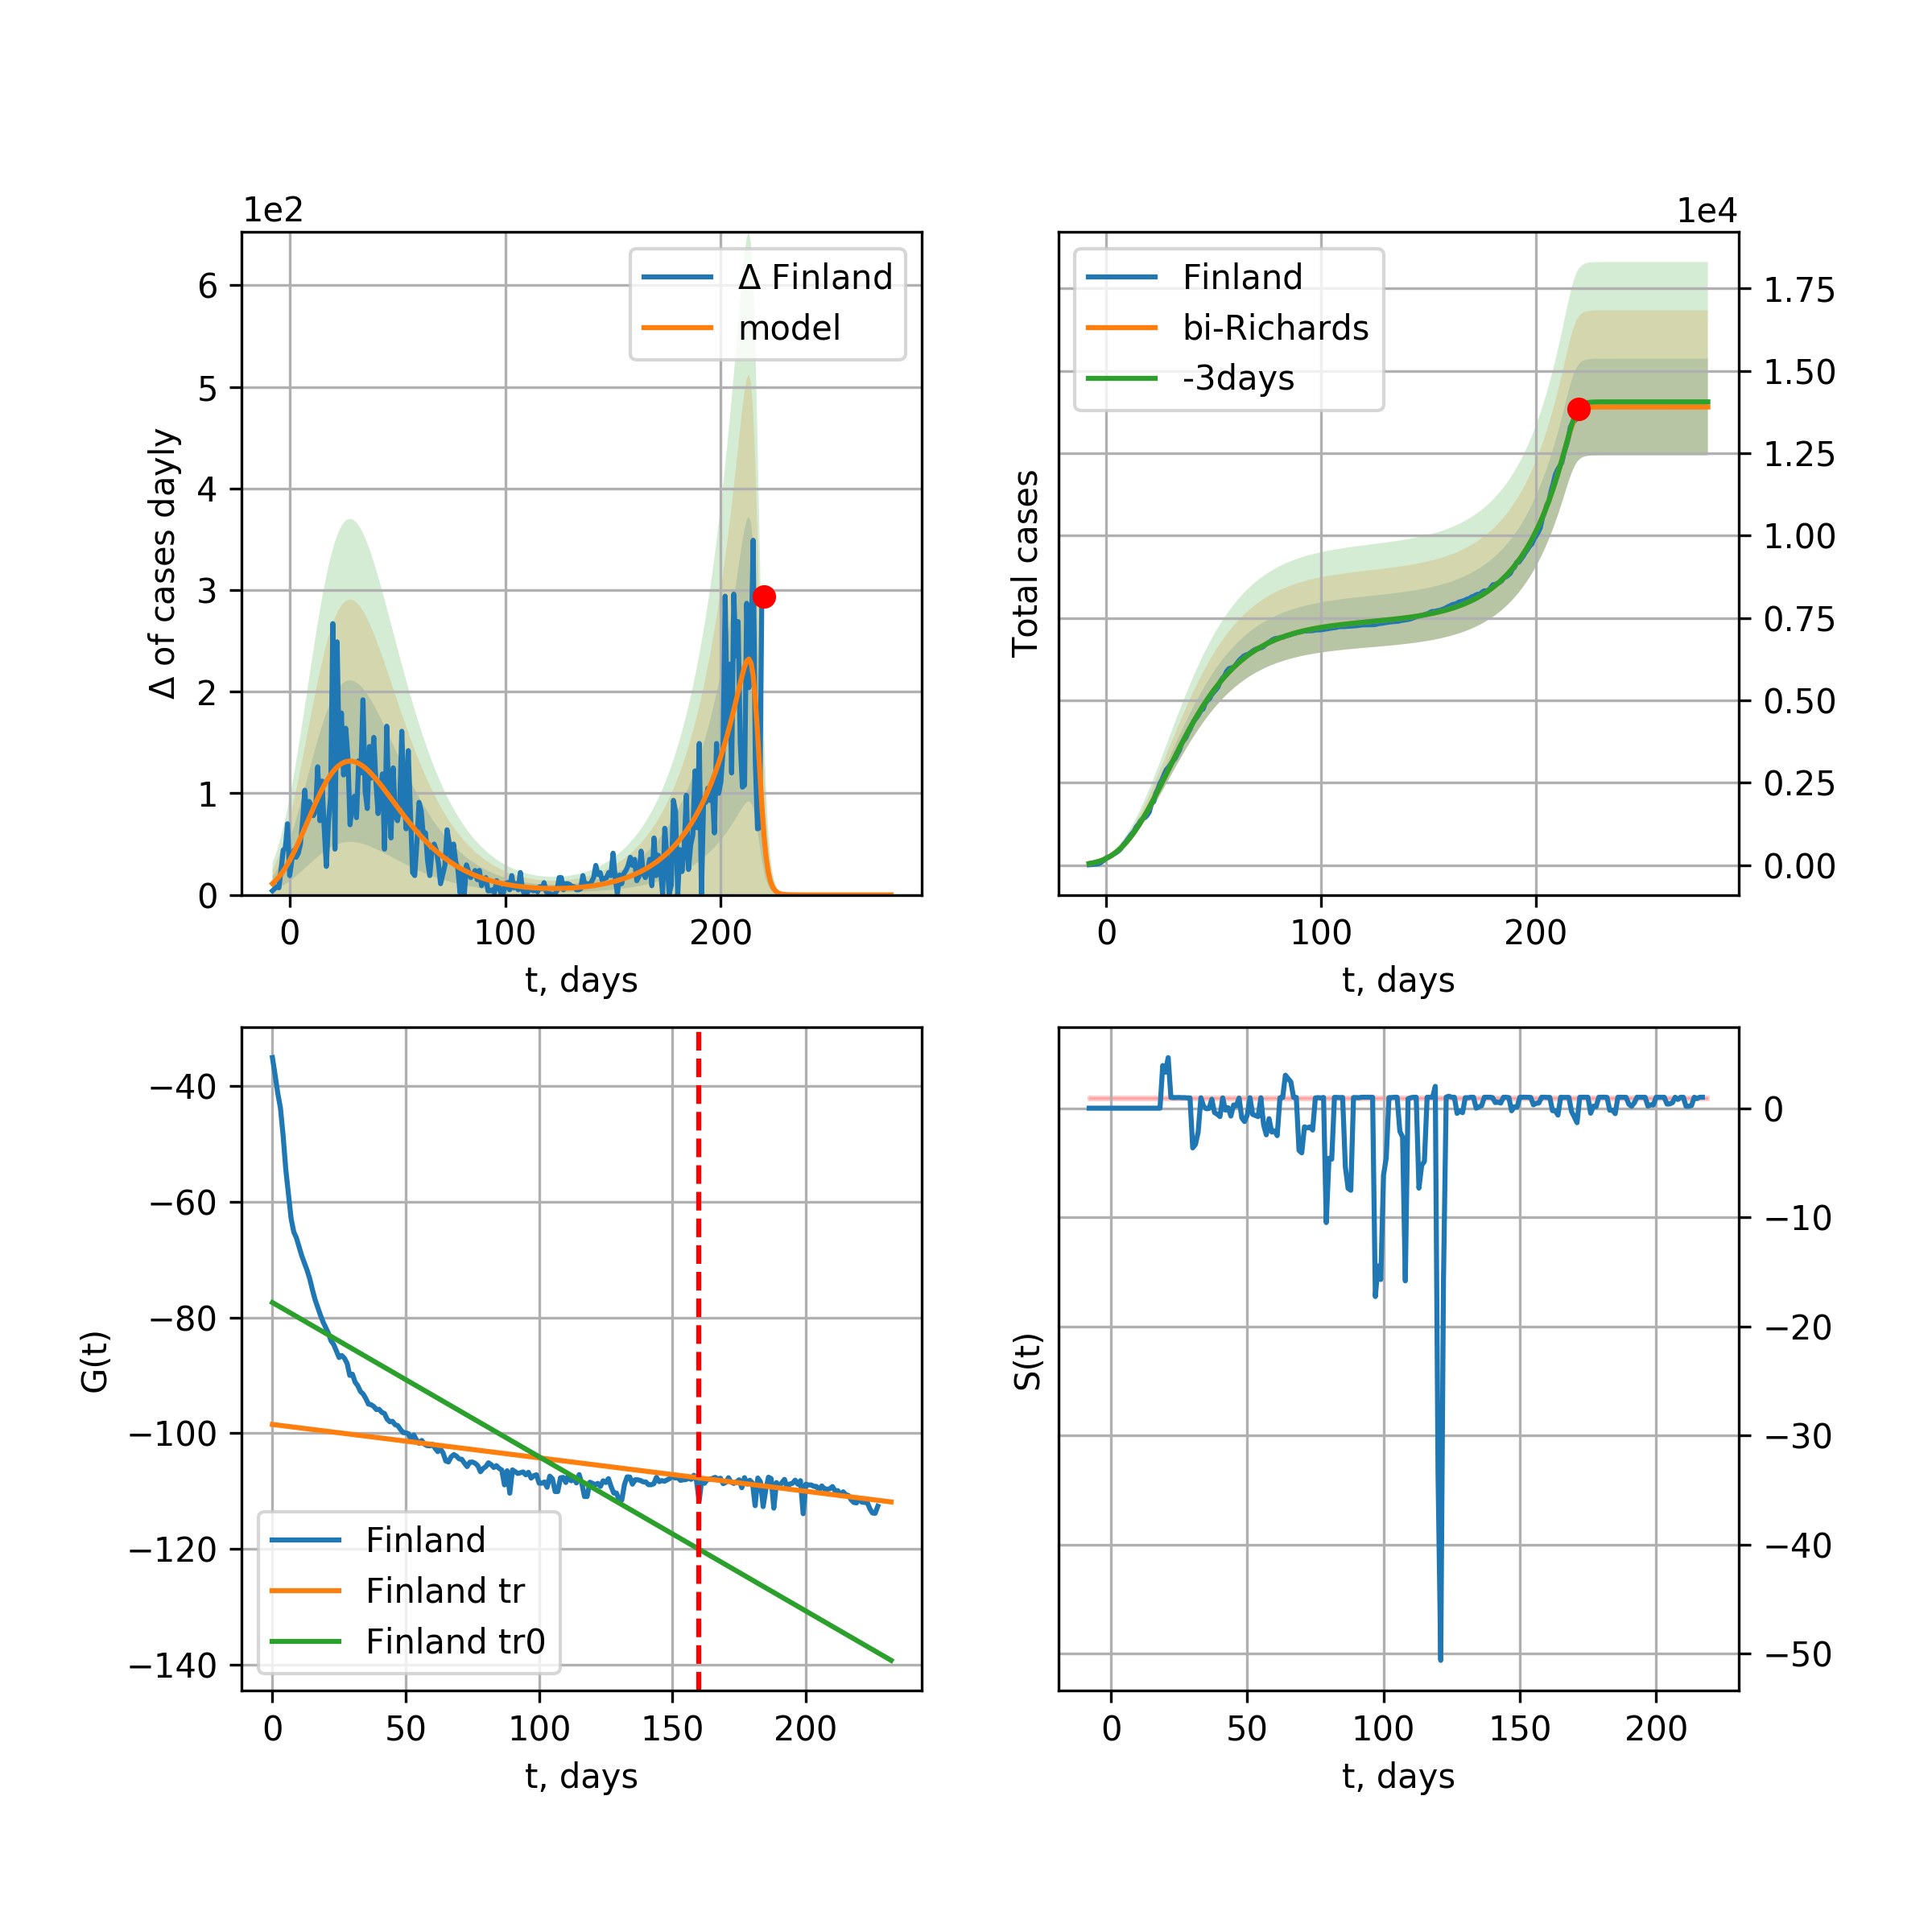 1e2
Δ of cases dayly
6
5
4
3
2
1
0
Δ Finland
model
0 100 200
t, days
1e4
Total cases
Finland
bi-Richards
-3days
1.75
1.50
1.25
1.00
0.75
0.50
0.25
0.00
0 100 200
t, days
G(t)
−40
−60
−80
−100
−120
−140
Finland
Finland tr
Finland tr0
0 50 100 150 200
t, days
S(t)
0
−10
−20
−30
−40
−50
0 50 100 150 200
t, days